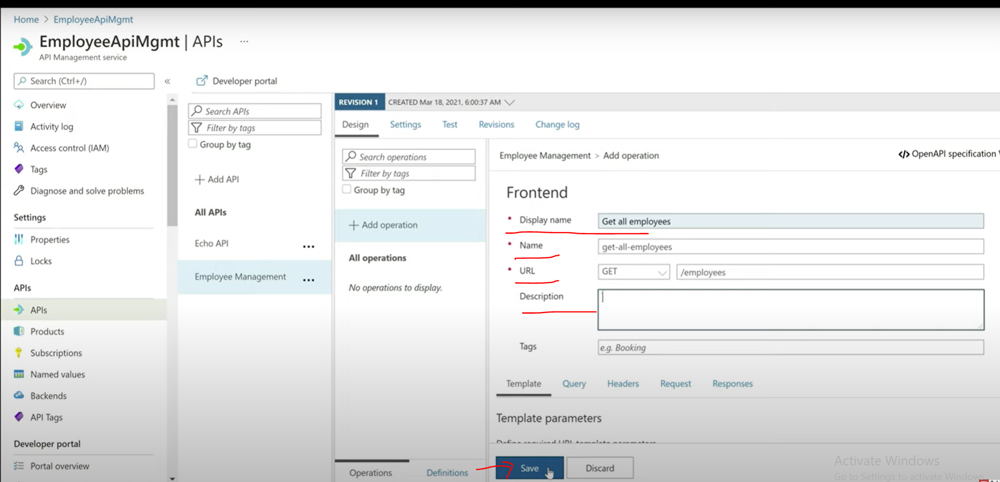 Home > EmployeeApiMgmt
EmployeeApiMgmt | APIs ...
API Management service
Search (Ctrl+/)
«
Overview
Activity log
Access control (IAM)
Tags
Diagnose and solve problems
Settings
Properties
Locks
APIs
APIs
Products
Subscriptions
Named values
Backends
API Tags
Developer portal
Portal overview
Developer portal
Search APIs
Filter by tags
Group by tag
+ Add API
All APIs
Echo API ...
Employee Management ...
REVISION 1 CREATED Mar 18, 2021, 6:00:37 AM
Design Settings Test Revisions Change log
Search operations
Filter by tags
Group by tag
+ Add operation
All operations
No operations to display.
Operations Definitions
Employee Management > Add operation
</> OpenAPI specification
Frontend
* Display name Get all employees
* Name get-all-employees
* URL GET /employees
Description
Tags e.g. Booking
Template Query Headers Request Responses
Template parameters
Define required URL template parameters
Save Discard
Activate Windows
Go to Settings to activate Windows.